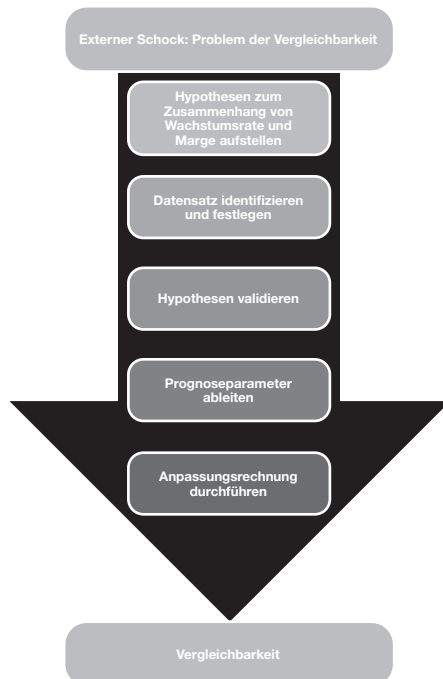 Externer Schock: Problem der Vergleichbarkeit
Hypothesen zum
Zusammenhang von
Wachstumsrate und
Marge aufstellen
Datensatz identifizieren
und festlegen
Hypothesen validieren
Prognoseparameter
ableiten
Anpassungsrechnung
durchführen
Vergleichbarkeit